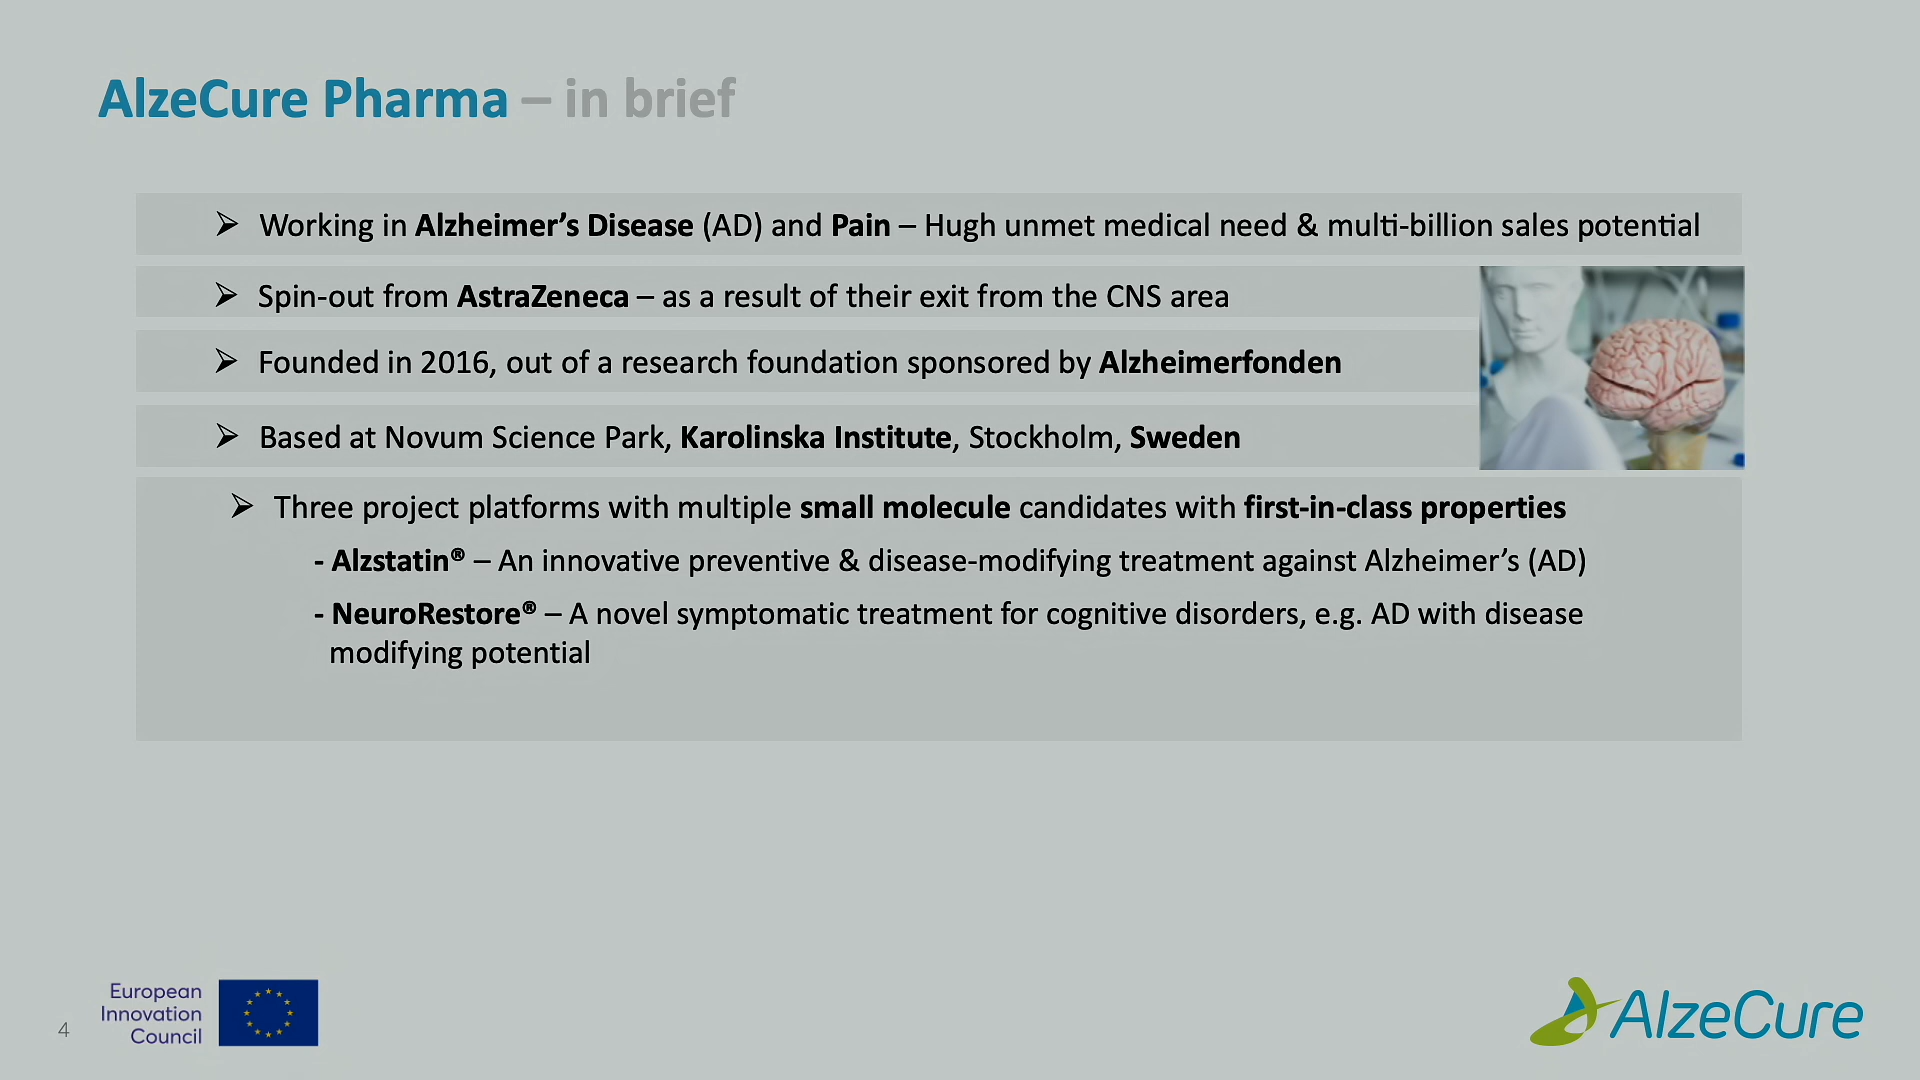 AlzeCure Pharma – in brief
➢ Working in Alzheimer’s Disease (AD) and Pain – Hugh unmet medical need & multi-billion sales potential
➢ Spin-out from AstraZeneca – as a result of their exit from the CNS area
➢ Founded in 2016, out of a research foundation sponsored by Alzheimerfonden
➢ Based at Novum Science Park, Karolinska Institute, Stockholm, Sweden
➢ Three project platforms with multiple small molecule candidates with first-in-class properties
- Alzstatin® – An innovative preventive & disease-modifying treatment against Alzheimer’s (AD)
- NeuroRestore® – A novel symptomatic treatment for cognitive disorders, e.g. AD with disease
modifying potential
4
European
Innovation
Council
AlzeCure